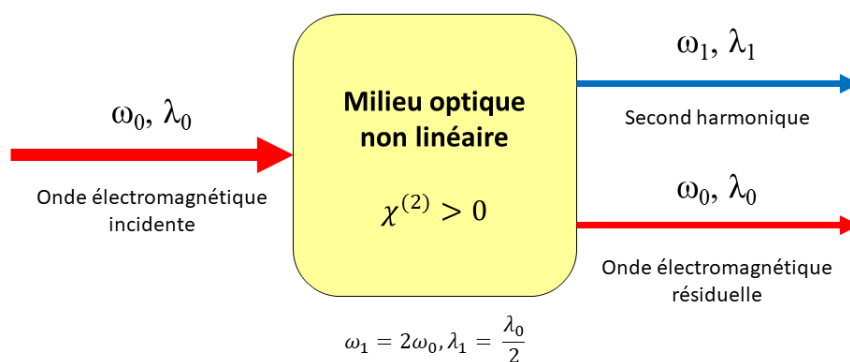 ω₀, λ₀
Onde électromagnétique
incidente
Milieu optique
non linéaire
χ⁽²⁾ > 0
ω₁, λ₁
Second harmonique
ω₀, λ₀
Onde électromagnétique
résiduelle
ω₁ = 2ω₀, λ₁ = λ₀/2